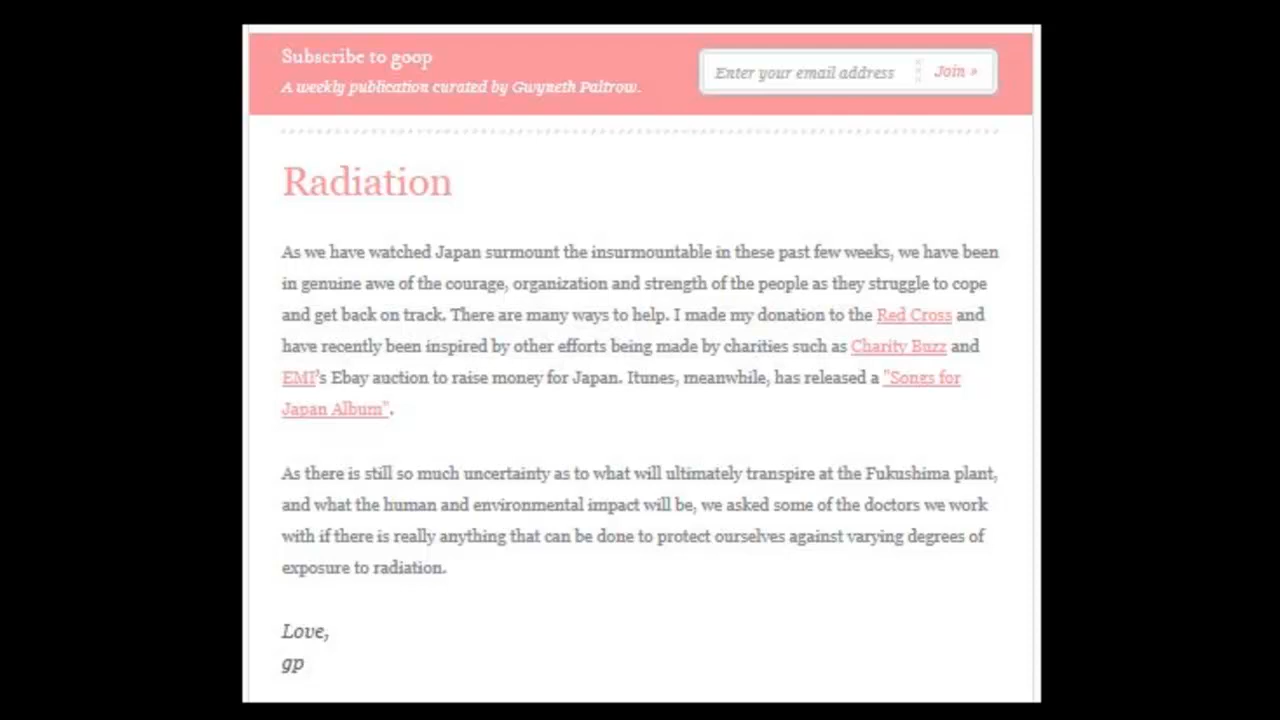 Subscribe to goop
A weekly publication curated by Gwyneth Paltrow.
Enter your email address
Join »
Radiation
As we have watched Japan surmount the insurmountable in these past few weeks, we have been
in genuine awe of the courage, organization and strength of the people as they struggle to cope
and get back on track. There are many ways to help. I made my donation to the Red Cross and
have recently been inspired by other efforts being made by charities such as Charity Buzz and
EMI's Ebay auction to raise money for Japan. Itunes, meanwhile, has released a "Songs for
Japan Album".
As there is still so much uncertainty as to what will ultimately transpire at the Fukushima plant,
and what the human and environmental impact will be, we asked some of the doctors we work
with if there is really anything that can be done to protect ourselves against varying degrees of
exposure to radiation.
Love,
gp